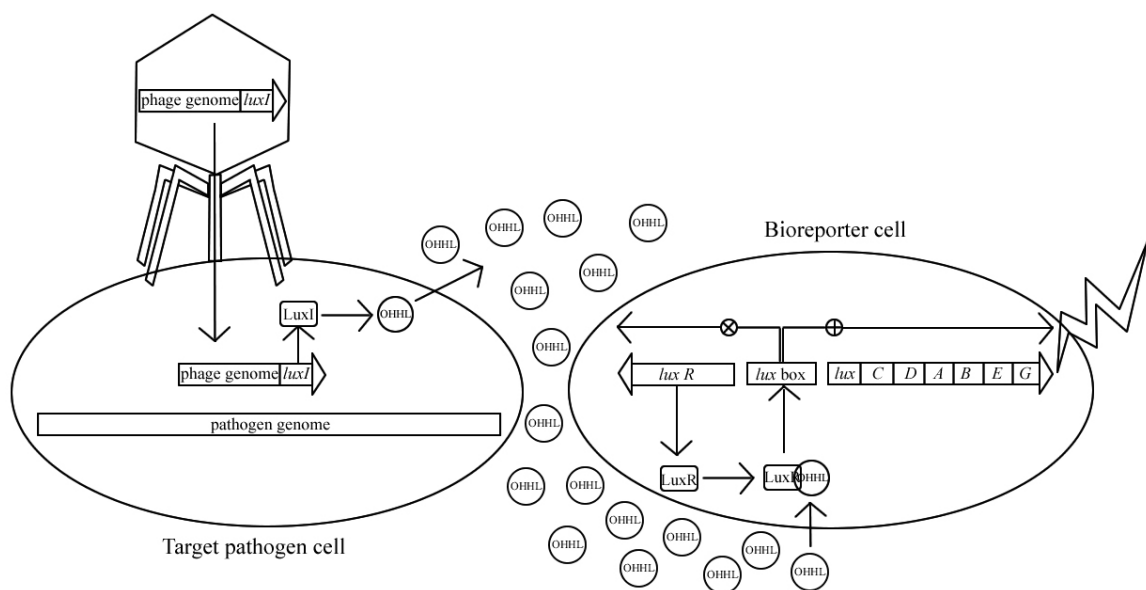 phage genome luxI
OHHL
OHHL
OHHL
OHHL
Bioreporter cell
OHHL
OHHL
LuxI
OHHL
OHHL
phage genome luxI
lux R
lux box
lux C D A B E G
pathogen genome
OHHL
LuxR
LuxR OHHL
OHHL
OHHL
OHHL
OHHL
Target pathogen cell
OHHL
OHHL
OHHL
OHHL
OHHL